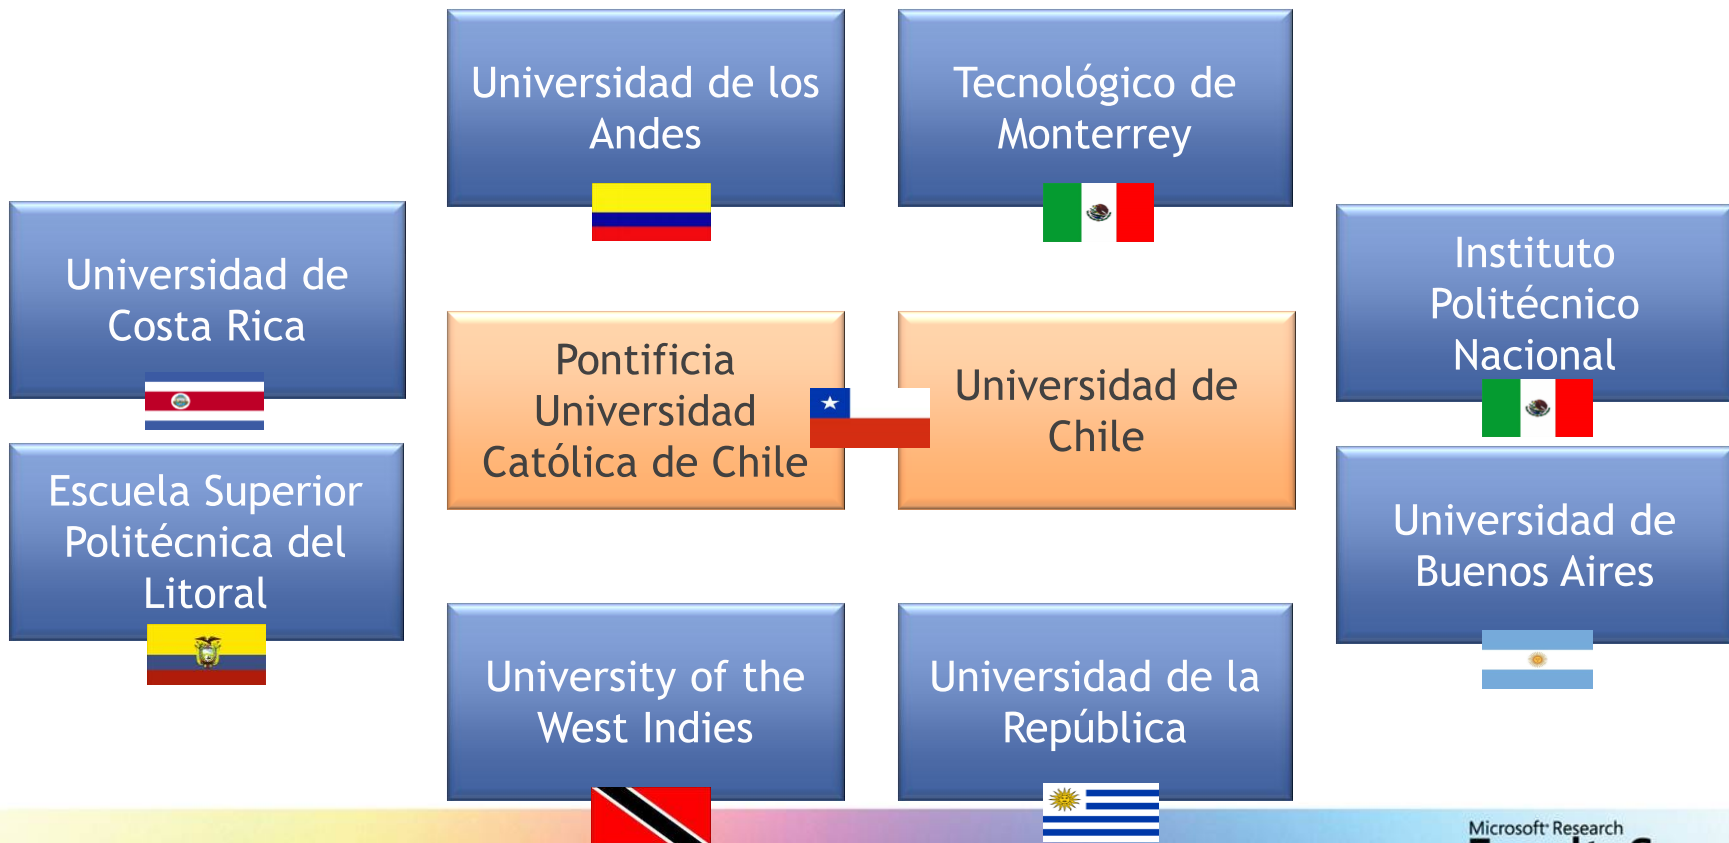 Universidad de los
Andes
Tecnológico de
Monterrey
Universidad de
Costa Rica
Instituto
Politécnico
Nacional
Pontificia
Universidad
Católica de Chile
Universidad de
Chile
Escuela Superior
Politécnica del
Litoral
Universidad de
Buenos Aires
University of the
West Indies
Universidad de la
República
Microsoft Research